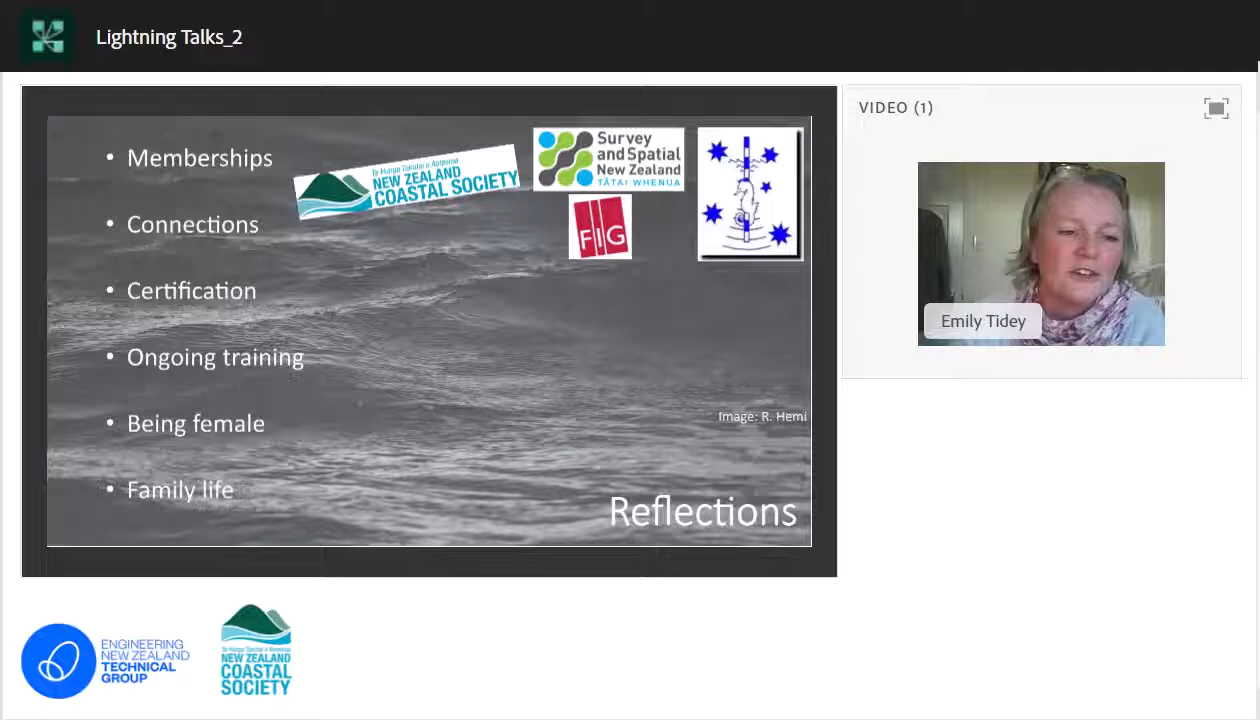 Lightning Talks_2
• Memberships
• Connections
• Certification
• Ongoing training
• Being female
• Family life
Te Hunga Takutai o Aotearoa
NEW ZEALAND
COASTAL SOCIETY
Survey
and Spatial
New Zealand
TĀTAI WHENUA
FIG
Image: R. Hemi
Reflections
VIDEO (1)
Emily Tidey
ENGINEERING
NEW ZEALAND
TECHNICAL
GROUP
Te Hunga Takutai o Aotearoa
NEW ZEALAND
COASTAL
SOCIETY